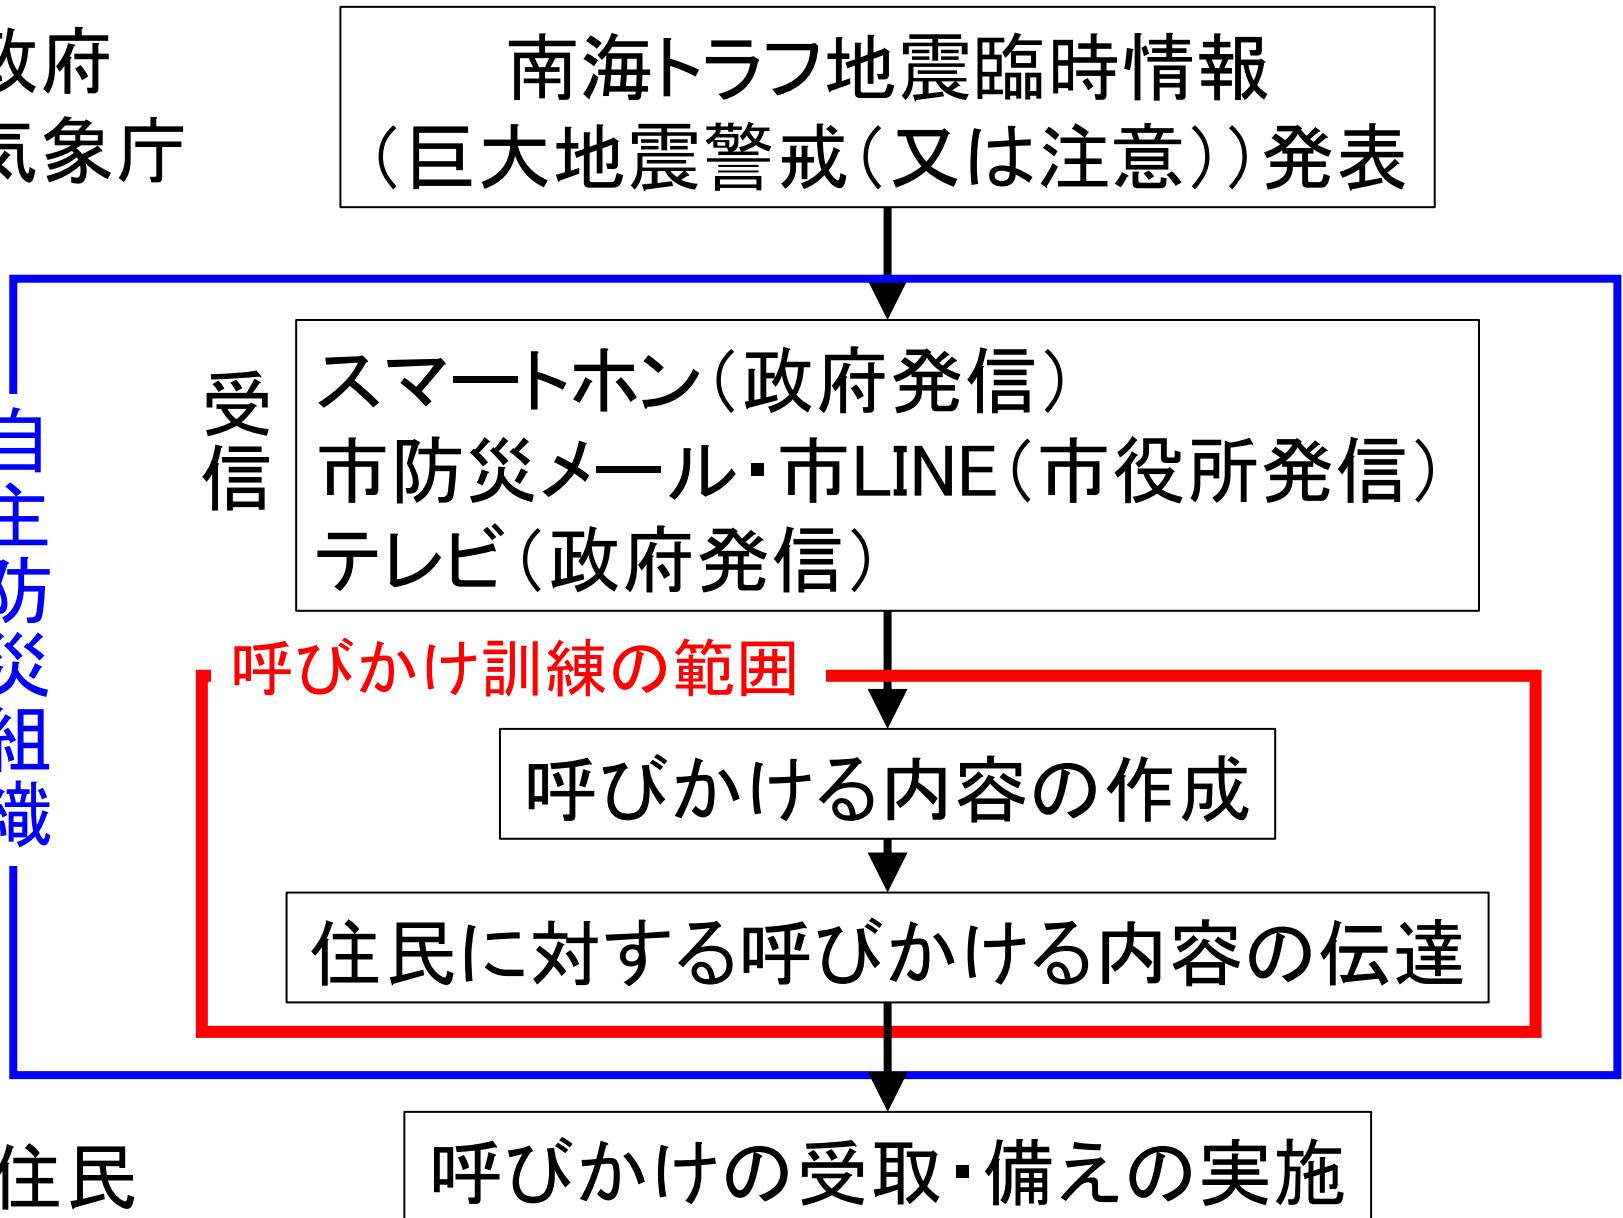 政府
気象庁
南海トラフ地震臨時情報
（巨大地震警戒（又は注意））発表
自主防災組織
受信
スマートホン（政府発信）
市防災メール・市LINE（市役所発信）
テレビ（政府発信）
呼びかけ訓練の範囲
呼びかける内容の作成
住民に対する呼びかける内容の伝達
住民
呼びかけの受取・備えの実施